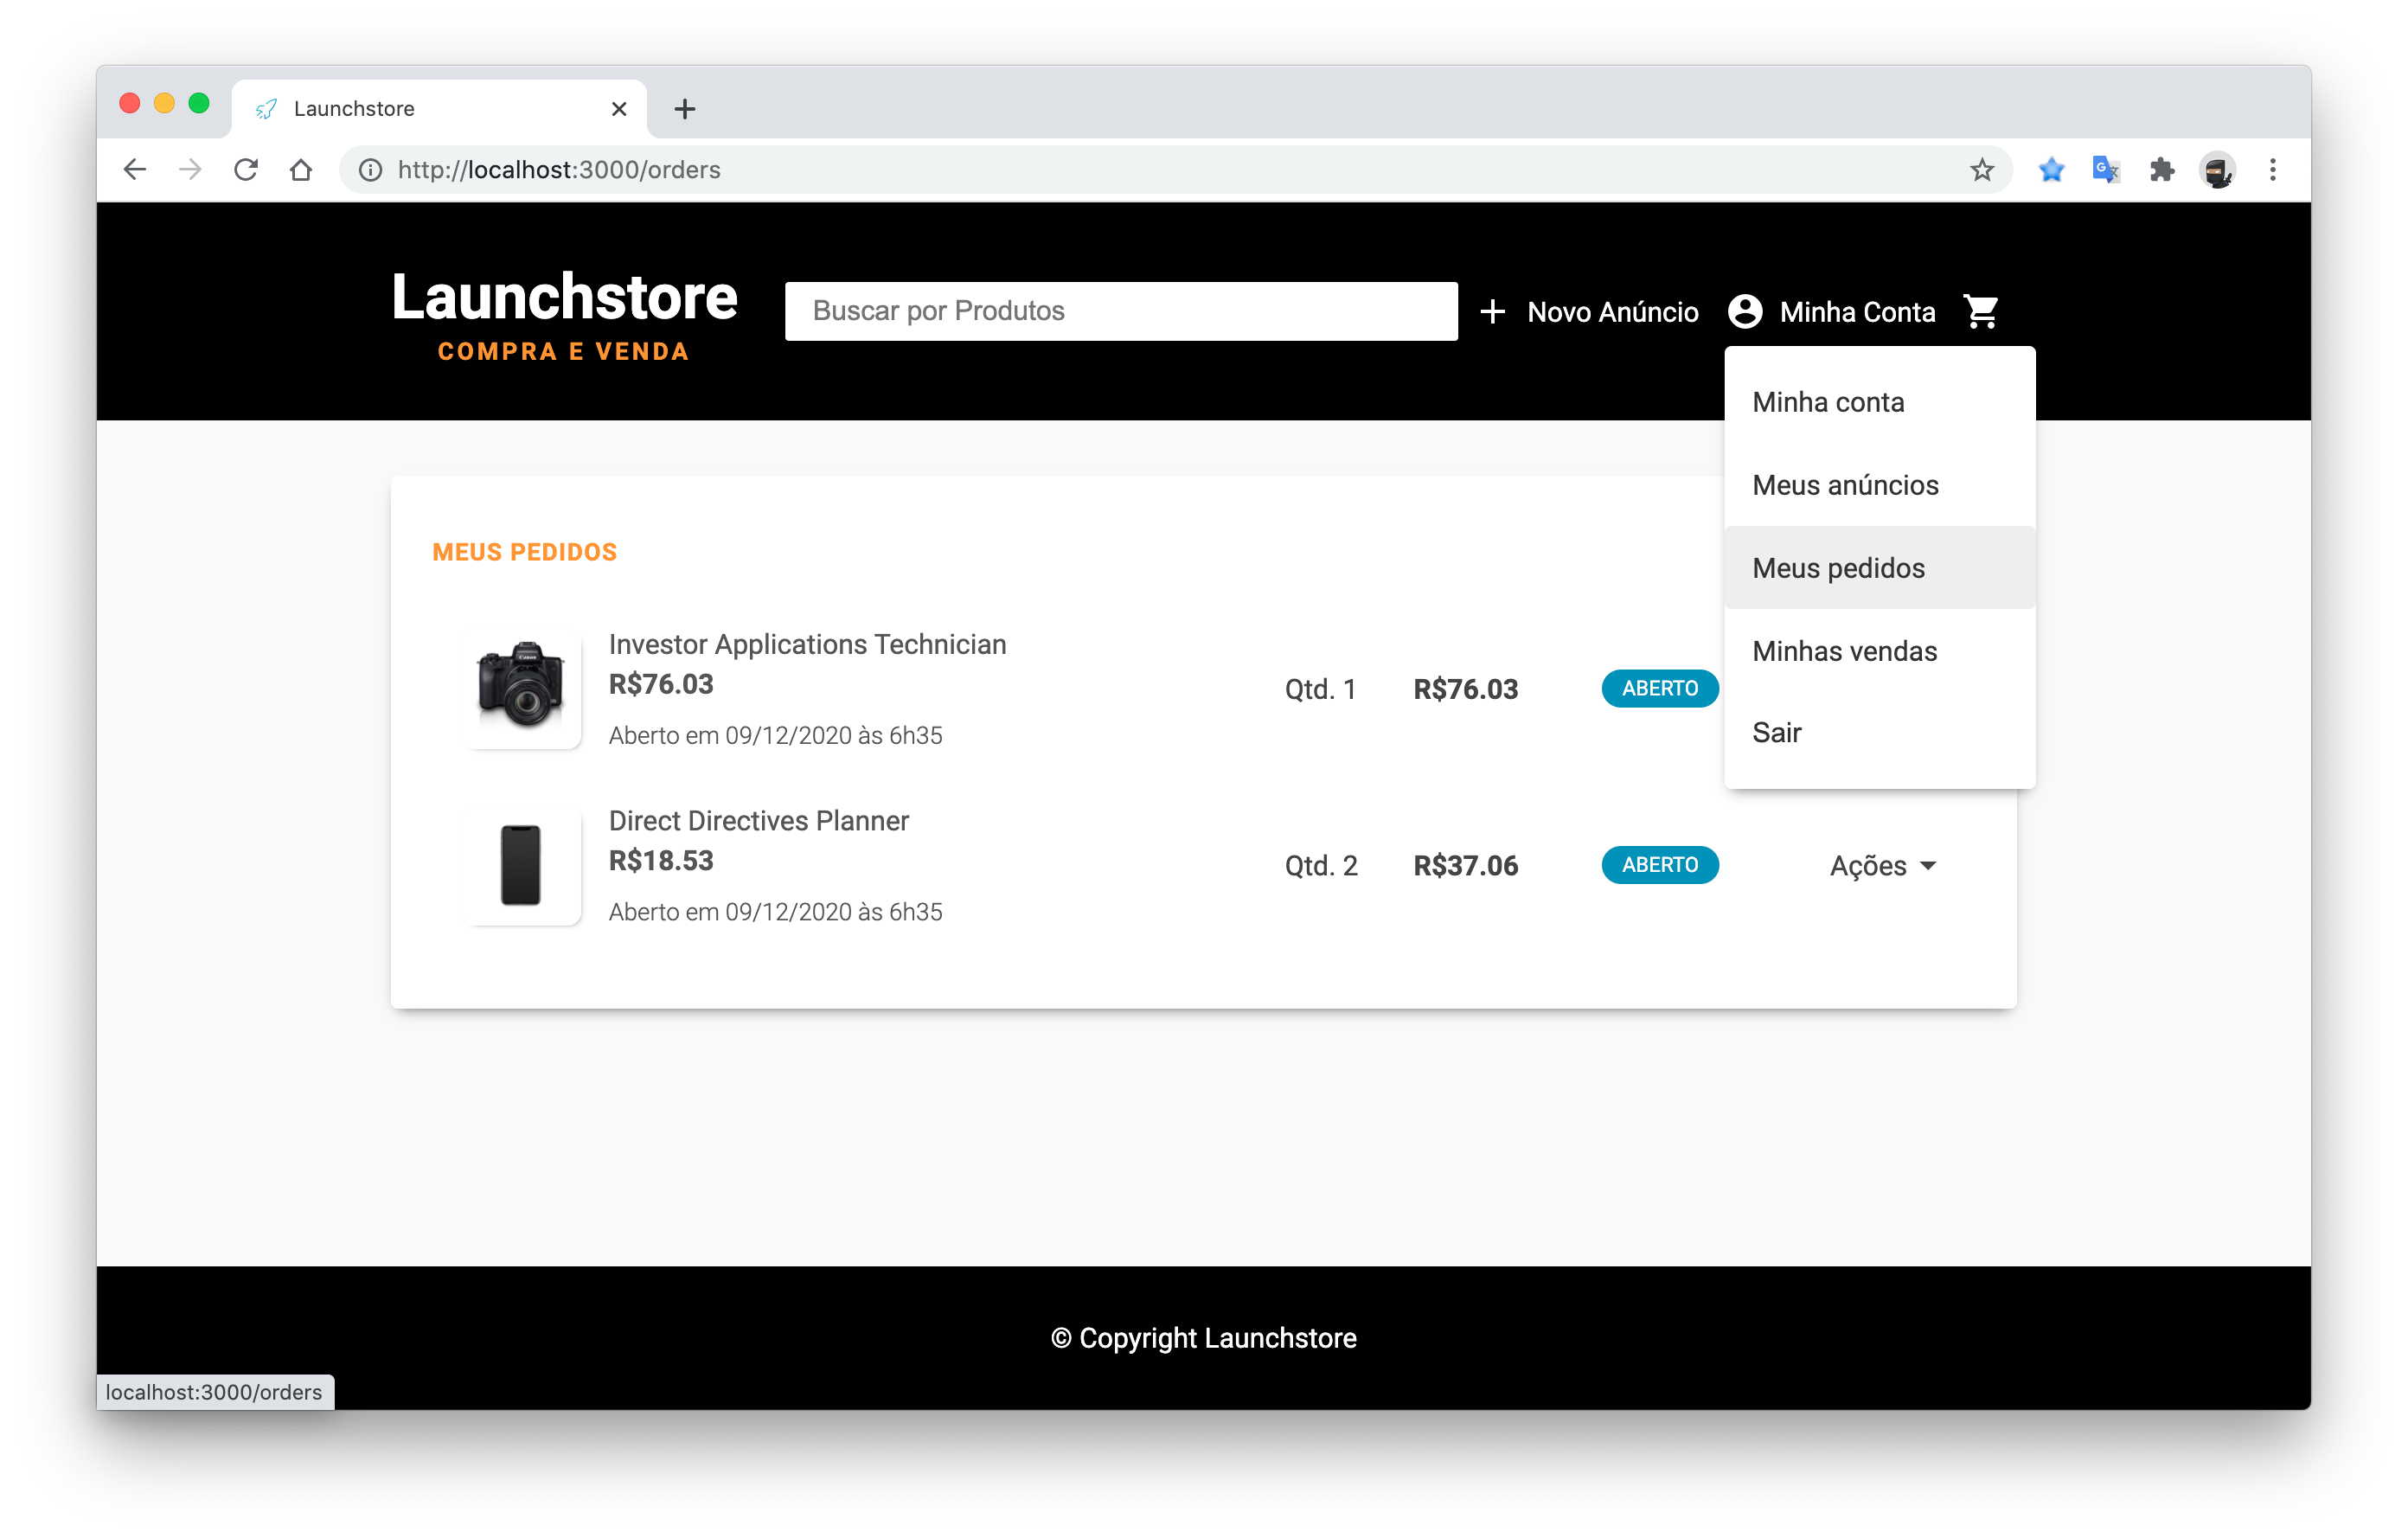 Launchstore
http://localhost:3000/orders
Launchstore
COMPRA E VENDA
Buscar por Produtos
Novo Anúncio
Minha Conta
Minha conta
Meus anúncios
Meus pedidos
Minhas vendas
Sair
MEUS PEDIDOS
Investor Applications Technician
R$76.03
Aberto em 09/12/2020 às 6h35
Qtd. 1
R$76.03
ABERTO
Direct Directives Planner
R$18.53
Aberto em 09/12/2020 às 6h35
Qtd. 2
R$37.06
ABERTO
Ações
© Copyright Launchstore
localhost:3000/orders